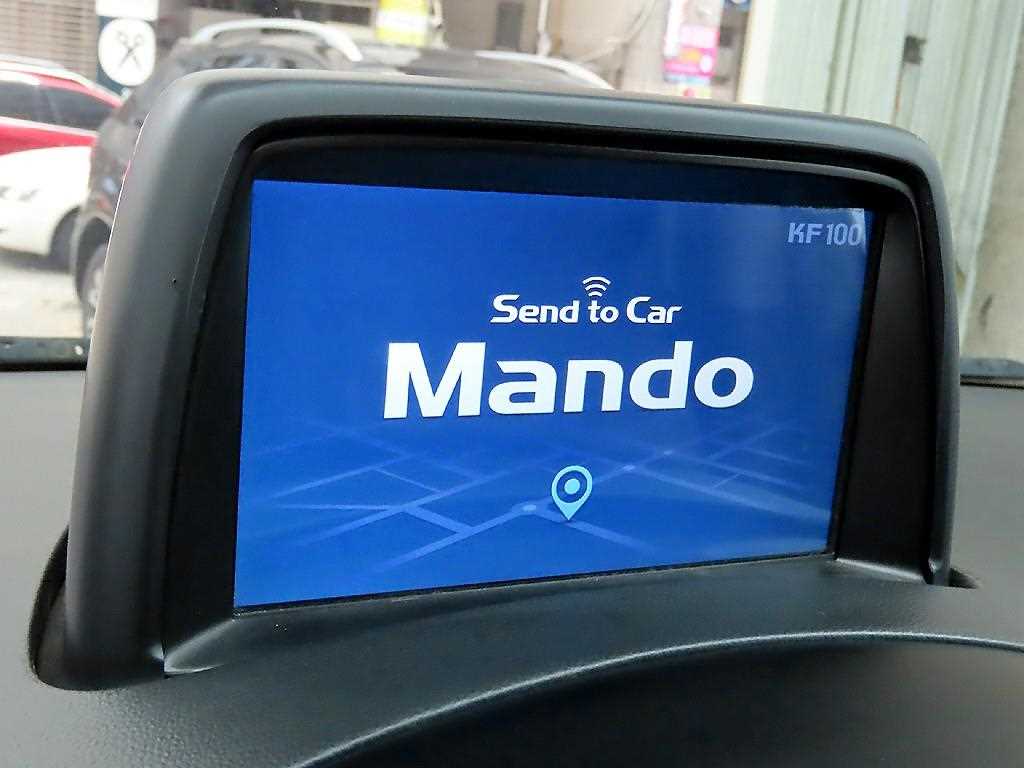 KF100
Send to Car
Mando